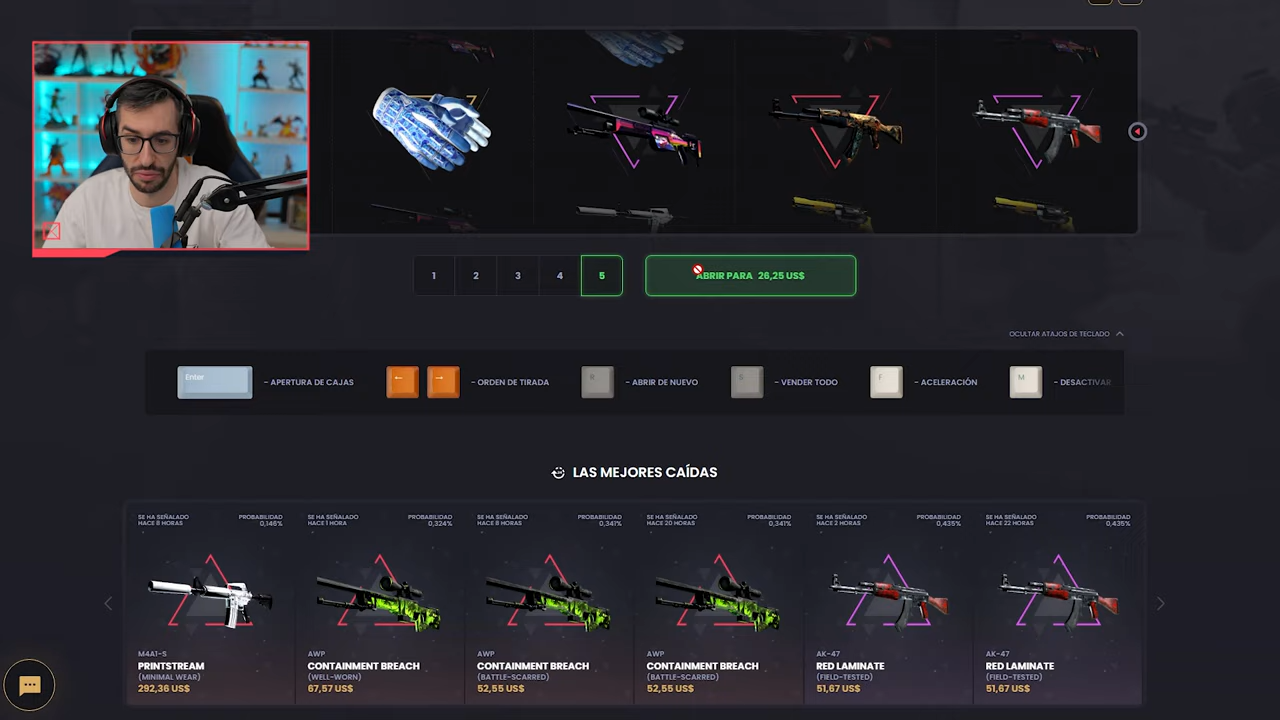 1 2 3 4 5
ABRIR PARA 26,25 US$
OCULTAR ATAJOS DE TECLADO
Enter - APERTURA DE CAJAS ← → - ORDEN DE TIRADA - ABRIR DE NUEVO S - VENDER TODO F - ACELERACIÓN M - DESACTIVAR
LAS MEJORES CAÍDAS
SE HA SEÑALADO HACE 8 HORAS
PROBABILIDAD 0,146%
M4A1-S
PRINTSTREAM
(MINIMAL WEAR)
292,36 US$
SE HA SEÑALADO HACE 1 HORA
PROBABILIDAD 0,324%
AWP
CONTAINMENT BREACH
(WELL-WORN)
67,57 US$
SE HA SEÑALADO HACE 8 HORAS
PROBABILIDAD 0,341%
AWP
CONTAINMENT BREACH
(BATTLE-SCARRED)
52,55 US$
SE HA SEÑALADO HACE 20 HORAS
PROBABILIDAD 0,341%
AWP
CONTAINMENT BREACH
(BATTLE-SCARRED)
52,55 US$
SE HA SEÑALADO HACE 2 HORAS
PROBABILIDAD 0,435%
AK-47
RED LAMINATE
(FIELD-TESTED)
51,67 US$
SE HA SEÑALADO HACE 22 HORAS
PROBABILIDAD 0,435%
AK-47
RED LAMINATE
(FIELD-TESTED)
51,67 US$